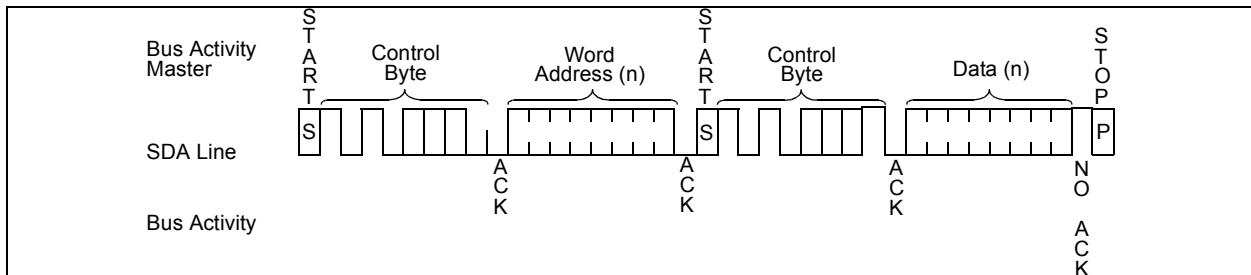 Bus Activity
Master
START
Control
Byte
Word
Address (n)
START
Control
Byte
Data (n)
STOP
SDA Line
S
S
P
ACK
ACK
ACK
NO ACK
Bus Activity